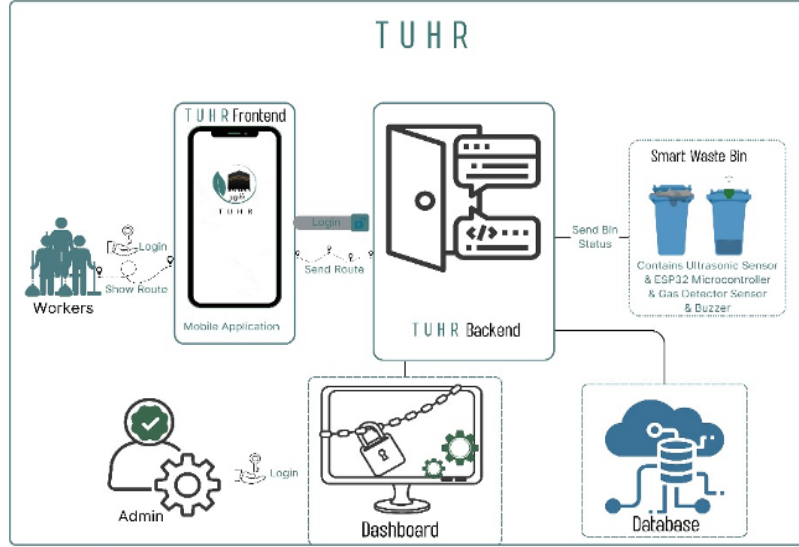 TUHR
TUHR Frontend
TUHR
Mobile Application
Login
Show Route
Workers
Login
Send Route
TUHR Backend
Send Bin
Status
Smart Waste Bin
Contains Ultrasonic Sensor
& ESP32 Microcontroller
& Gas Detector Sensor
& Buzzer
Admin
Login
Dashboard
Database